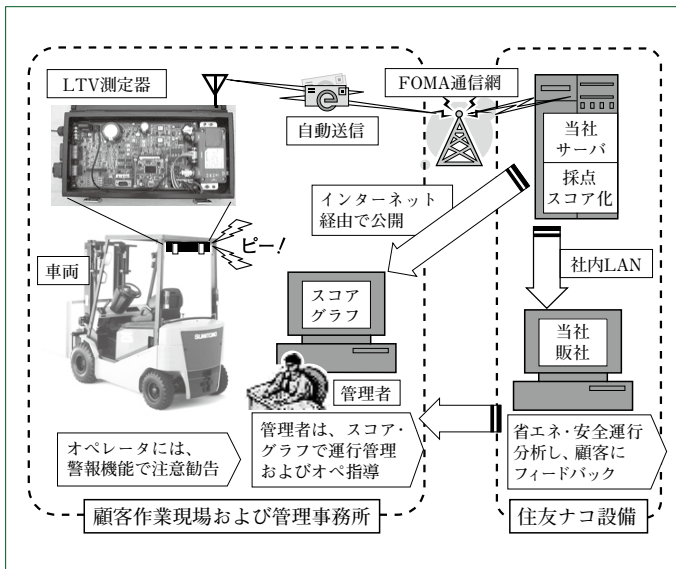 LTV測定器
自動送信
FOMA通信網
当社
サーバ
採点
スコア化
インターネット
経由で公開
ピー!
車両
SUMITOMO
スコア
グラフ
管理者
社内LAN
当社
販社
オペレータには、
警報機能で注意勧告
管理者は、スコア・
グラフで運行管理
およびオペ指導
省エネ・安全運行
分析し、顧客に
フィードバック
顧客作業現場および管理事務所
住友ナコ設備